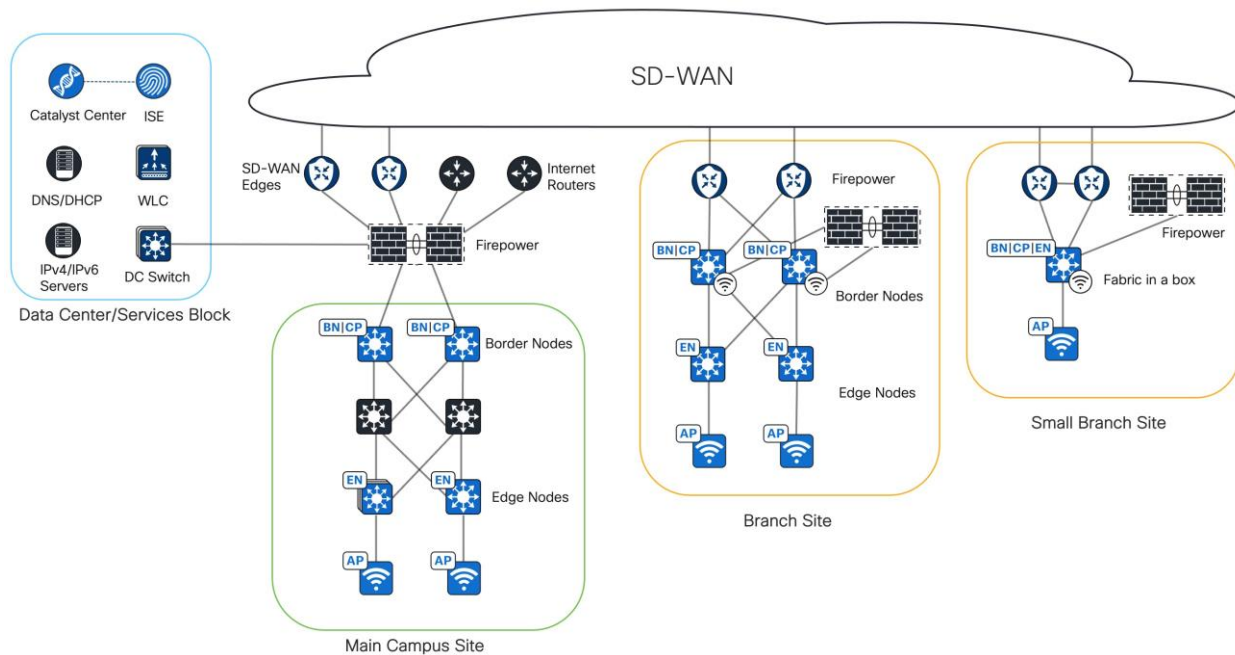 SD-WAN
Catalyst Center
ISE
DNS/DHCP
WLC
IPv4/IPv6
Servers
DC Switch
Data Center/Services Block
SD-WAN
Edges
Internet
Routers
Firepower
BN|CP
BN|CP
Border Nodes
EN
EN
Edge Nodes
AP
AP
Main Campus Site
Firepower
BN|CP
BN|CP
Border Nodes
EN
EN
Edge Nodes
AP
AP
Branch Site
Firepower
BN|CP|EN
Fabric in a box
AP
Small Branch Site